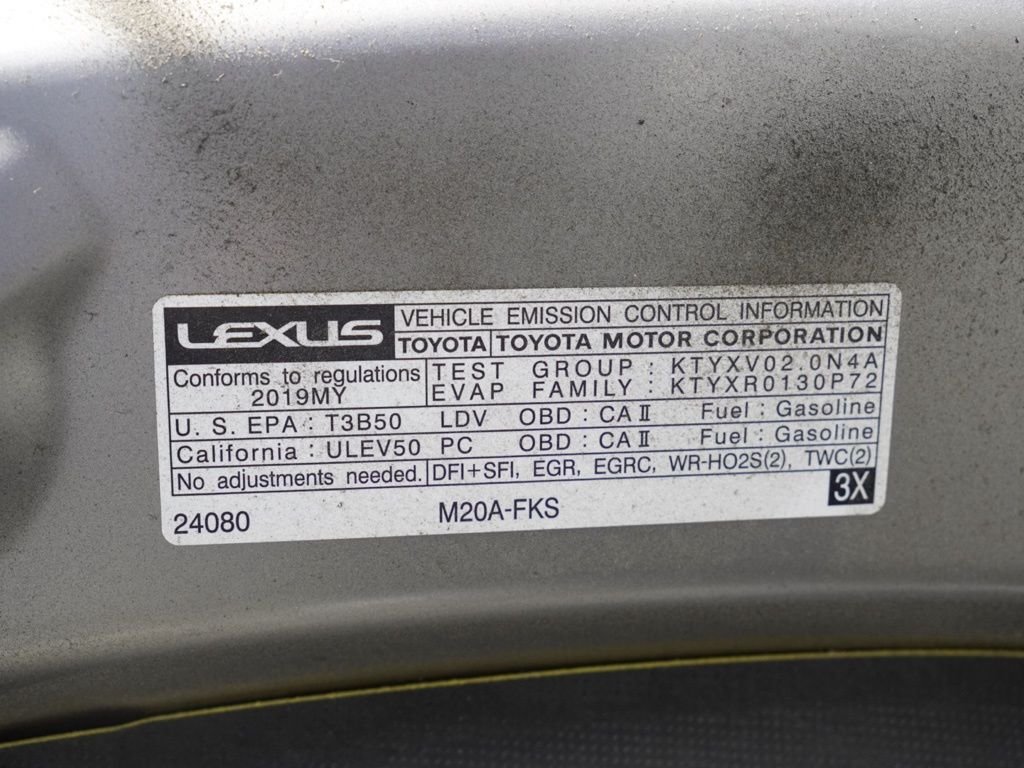 LEXUS VEHICLE EMISSION CONTROL INFORMATION
TOYOTA TOYOTA MOTOR CORPORATION
Conforms to regulations
2019MY
TEST GROUP : KTYXV02.0N4A
EVAP FAMILY : KTYXR0130P72
U. S. EPA : T3B50 LDV OBD : CA II Fuel : Gasoline
California : ULEV50 PC OBD : CA II Fuel : Gasoline
No adjustments needed. DFI+SFI, EGR, EGRC, WR-HO2S(2), TWC(2)
24080 M20A-FKS 3X